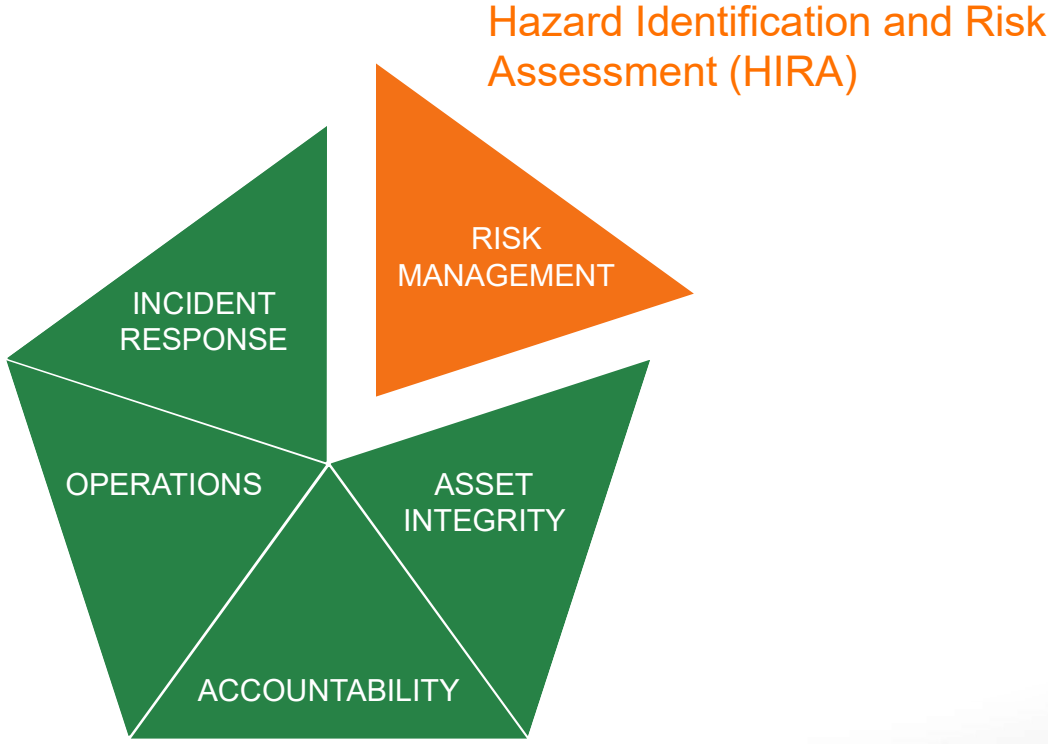 Hazard Identification and Risk
Assessment (HIRA)
RISK
MANAGEMENT
INCIDENT
RESPONSE
OPERATIONS
ASSET
INTEGRITY
ACCOUNTABILITY